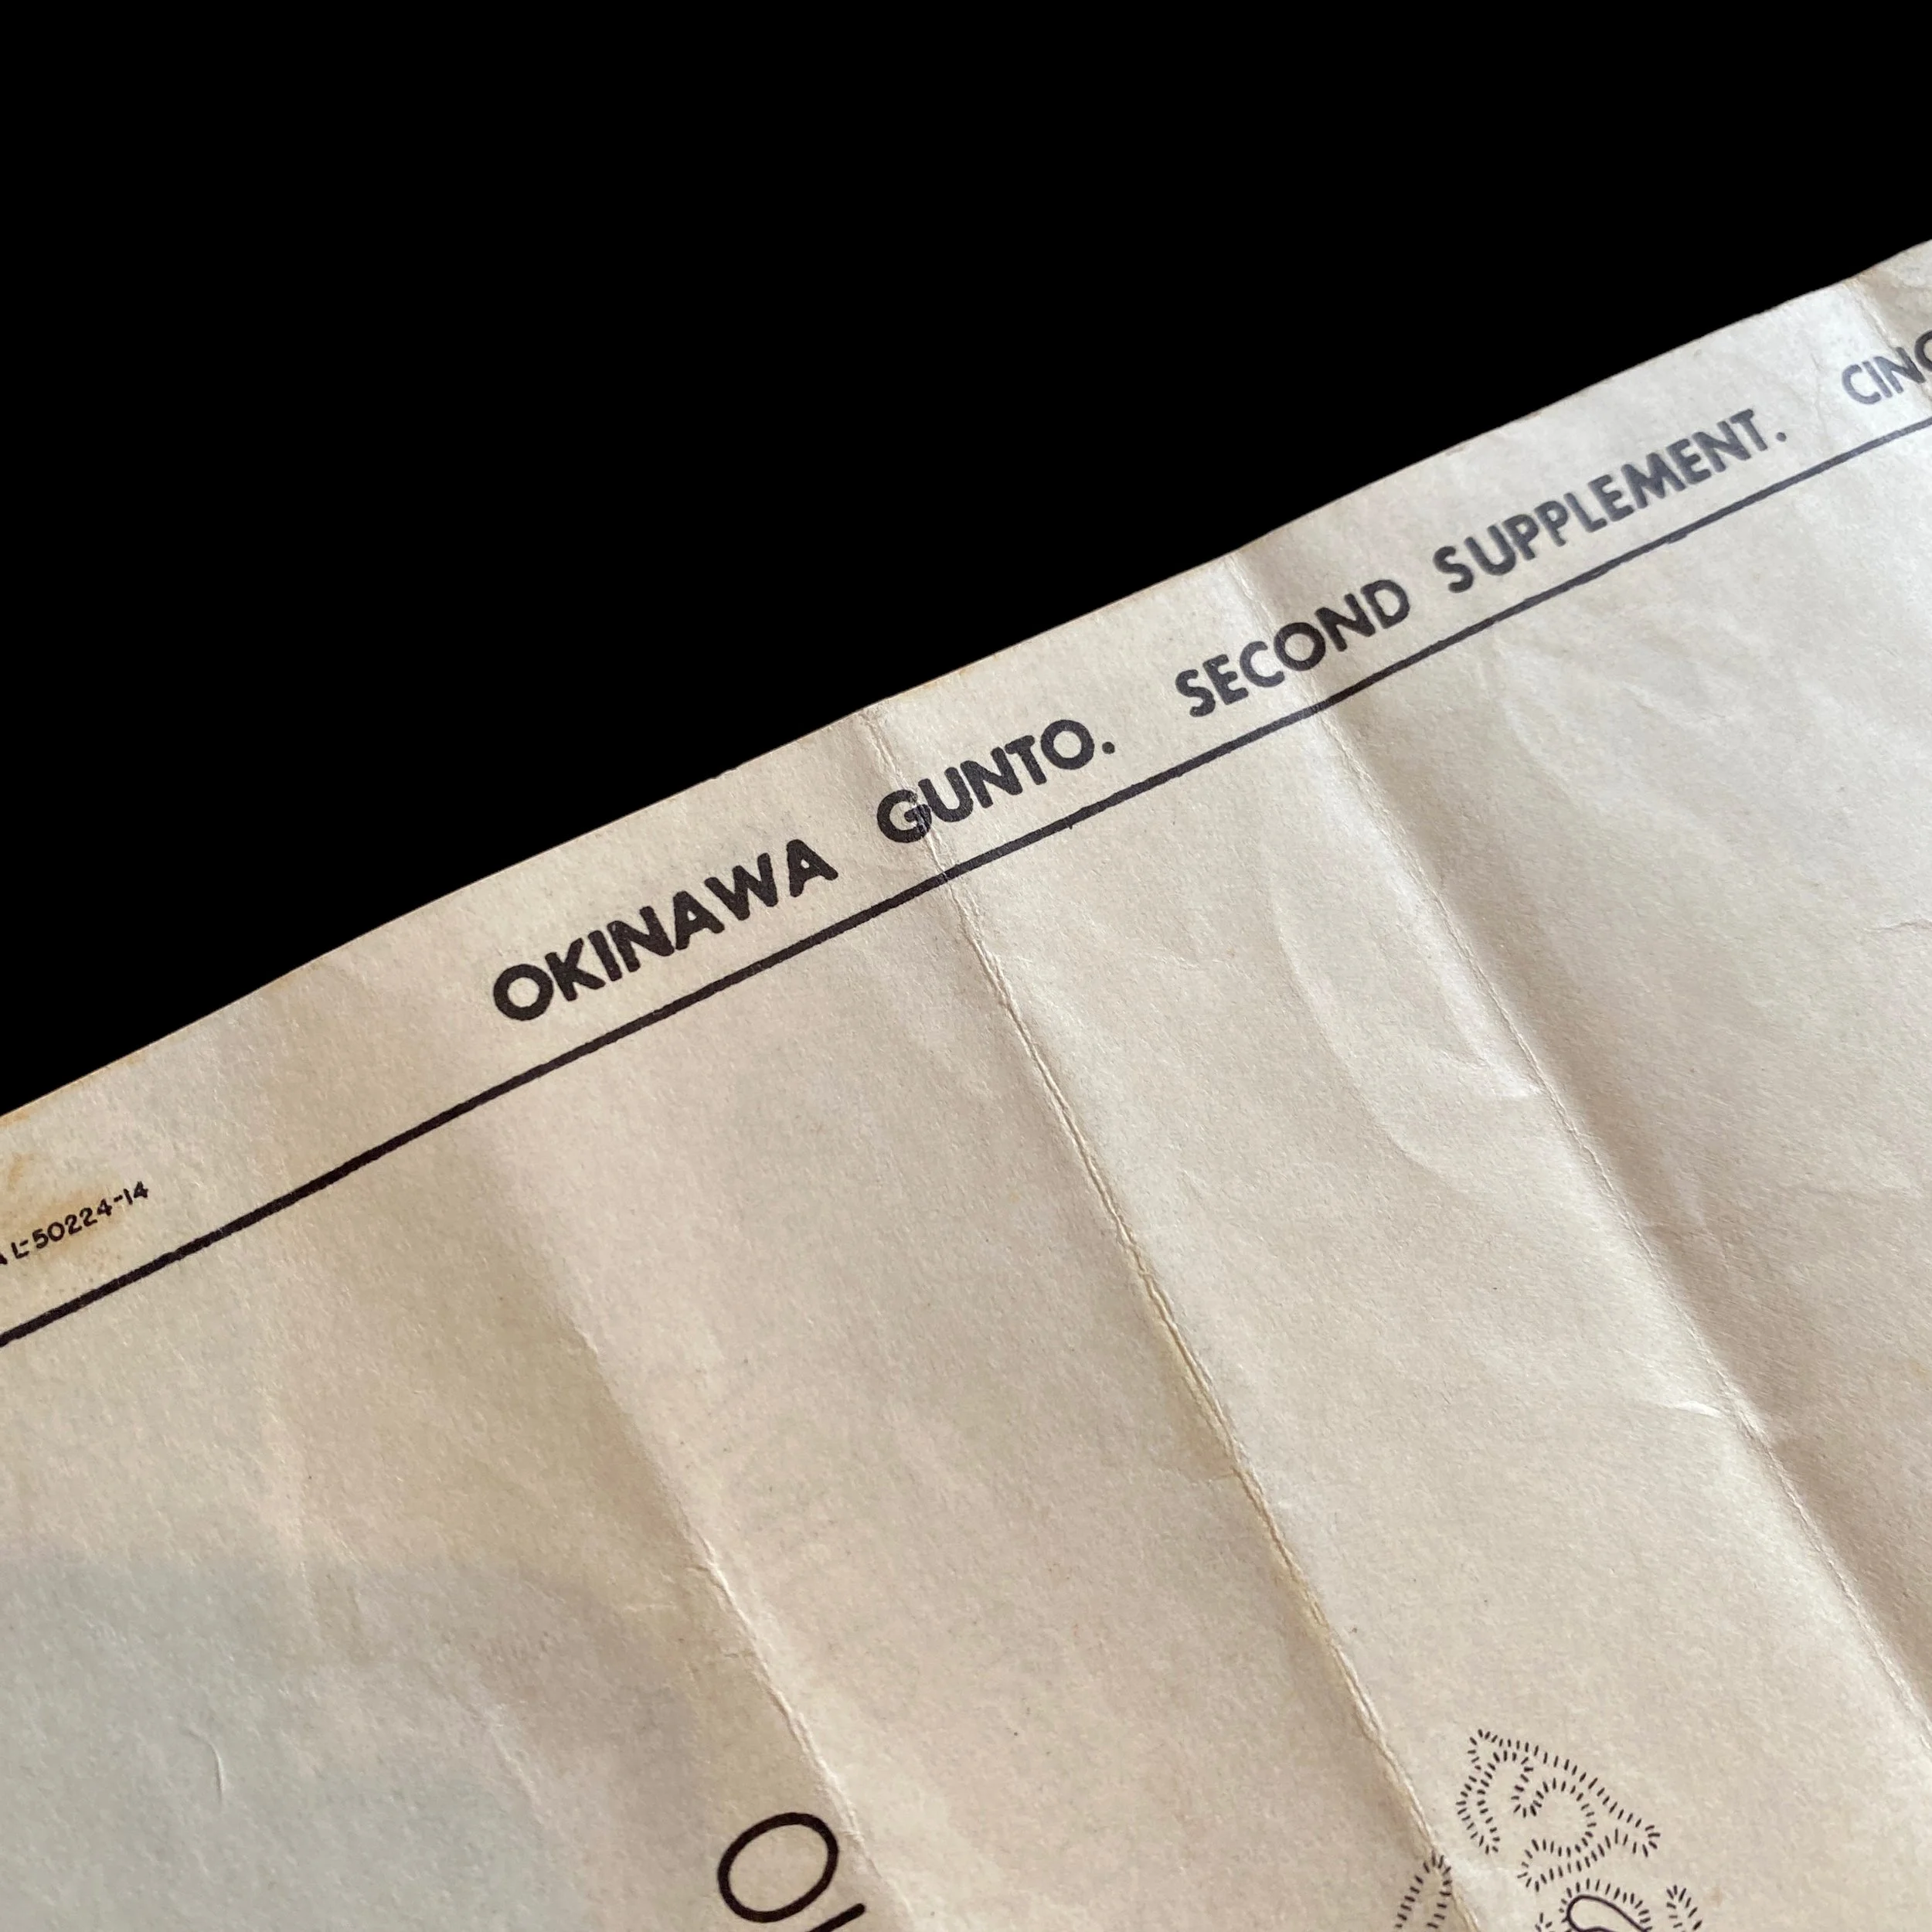 OKINAWA GUNTO. SECOND SUPPLEMENT.
L-50224-14